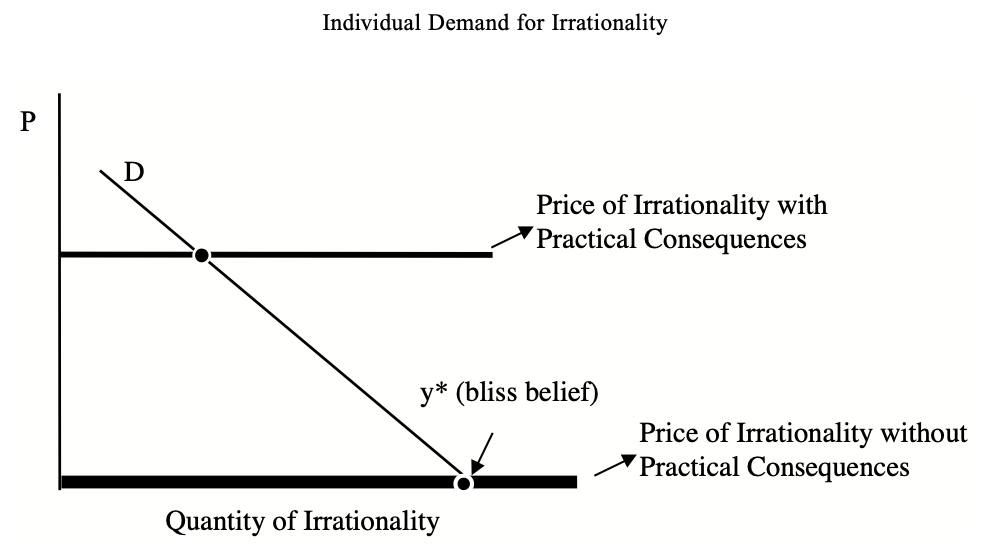 Individual Demand for Irrationality
P
D
Price of Irrationality with
Practical Consequences
y* (bliss belief)
Price of Irrationality without
Practical Consequences
Quantity of Irrationality